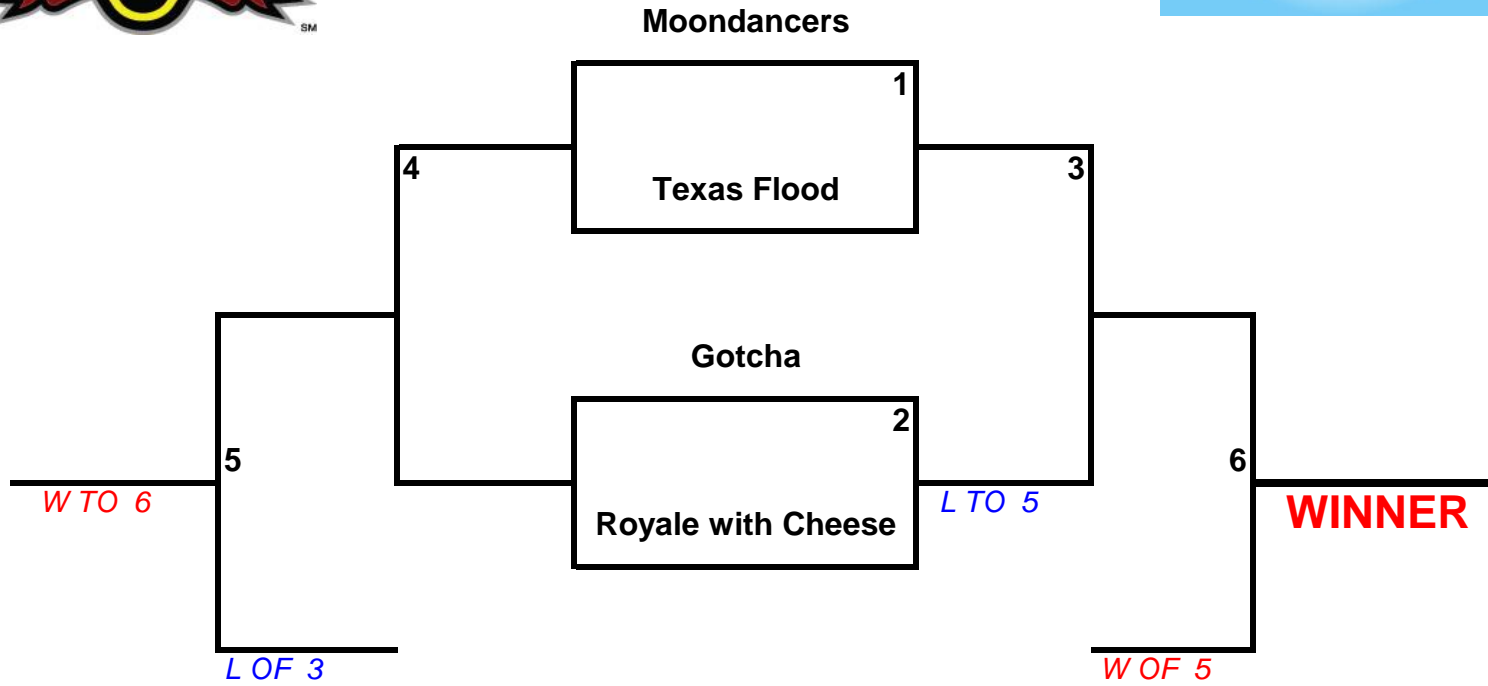 SM
Moondancers
1
4
3
Texas Flood
Gotcha
2
5
6
W TO 6
L TO 5
WINNER
Royale with Cheese
L OF 3
W OF 5